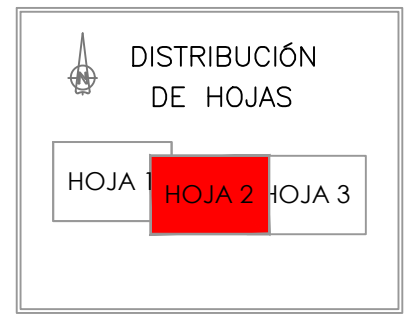 N
DISTRIBUCIÓN
DE HOJAS
HOJA 1
HOJA 2
HOJA 3